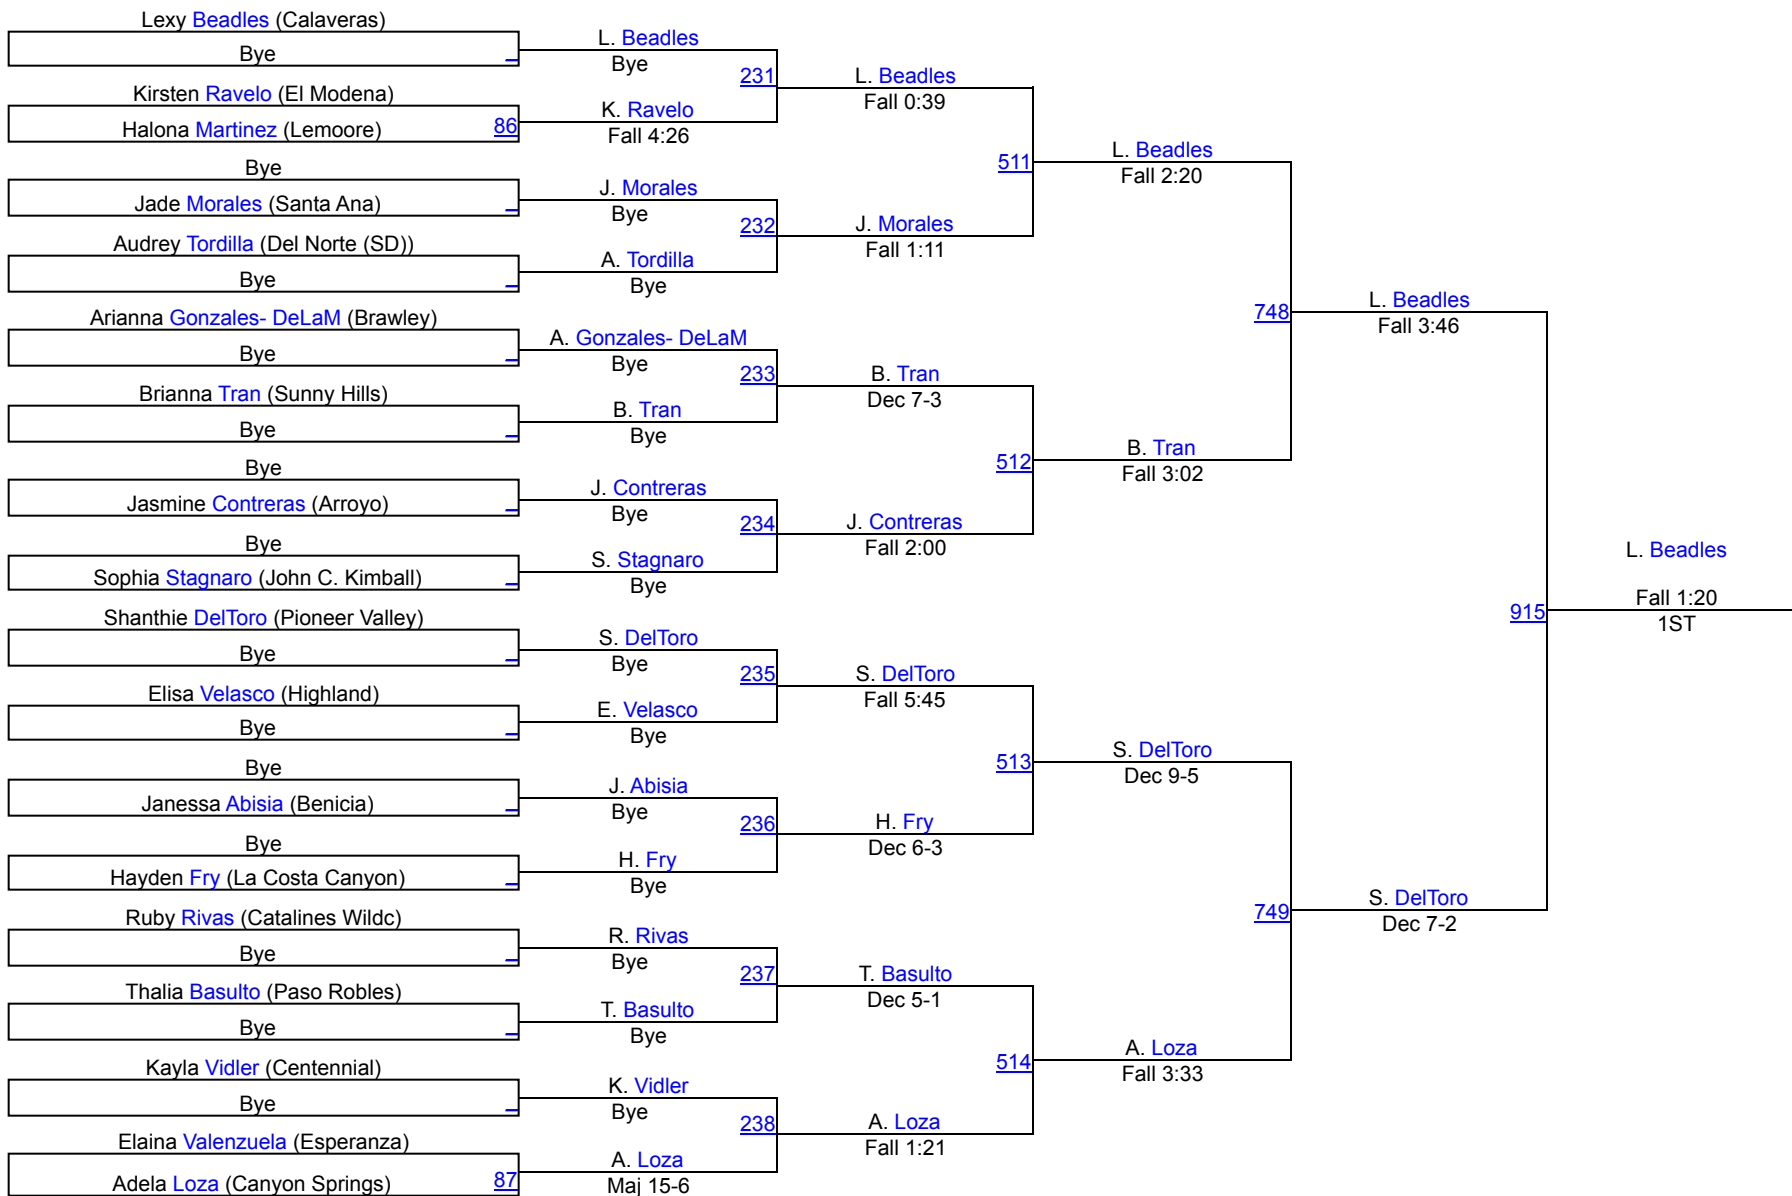 Lexy Beadles (Calaveras)
Bye
Kirsten Ravelo (El Modena)
Halona Martinez (Lemoore) 86
Bye
Jade Morales (Santa Ana)
Audrey Tordilla (Del Norte (SD))
Bye
Arianna Gonzales- DeLaM (Brawley)
Bye
Brianna Tran (Sunny Hills)
Bye
Bye
Jasmine Contreras (Arroyo)
Bye
Sophia Stagnaro (John C. Kimball)
Shanthie DelToro (Pioneer Valley)
Bye
Elisa Velasco (Highland)
Bye
Bye
Janessa Abisia (Benicia)
Bye
Hayden Fry (La Costa Canyon)
Ruby Rivas (Catalines Wildc)
Bye
Thalia Basulto (Paso Robles)
Bye
Kayla Vidler (Centennial)
Bye
Elaina Valenzuela (Esperanza)
Adela Loza (Canyon Springs) 87
L. Beadles
Bye
231
K. Ravelo
Fall 4:26
J. Morales
Bye
232
A. Tordilla
Bye
A. Gonzales- DeLaM
Bye
233
B. Tran
Bye
J. Contreras
Bye
234
S. Stagnaro
Bye
S. DelToro
Bye
235
E. Velasco
Bye
J. Abisia
Bye
236
H. Fry
Bye
R. Rivas
Bye
237
T. Basulto
Bye
K. Vidler
Bye
238
A. Loza
Maj 15-6
L. Beadles
Fall 0:39
511
J. Morales
Fall 1:11
B. Tran
Dec 7-3
512
J. Contreras
Fall 2:00
S. DelToro
Fall 5:45
513
H. Fry
Dec 6-3
T. Basulto
Dec 5-1
514
A. Loza
Fall 1:21
L. Beadles
Fall 2:20
748
B. Tran
Fall 3:02
S. DelToro
Dec 9-5
749
A. Loza
Fall 3:33
L. Beadles
Fall 3:46
915
S. DelToro
Dec 7-2
L. Beadles
Fall 1:20
1ST